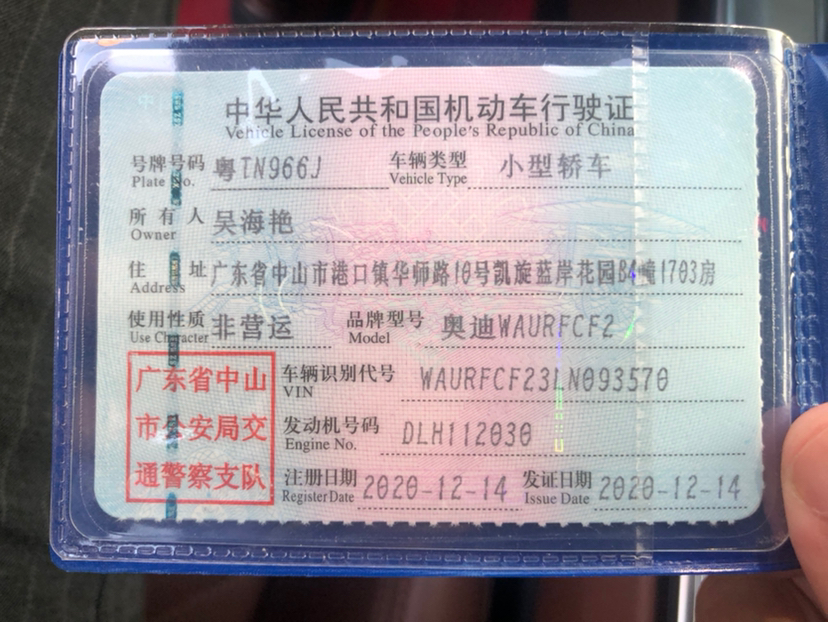 中华人民共和国机动车行驶证
Vehicle License of the People's Republic of China
号牌号码 粤TN966J 车辆类型 小型轿车
Plate No. Vehicle Type
所有人 吴海艳
Owner
住址 广东省中山市港口镇华师路10号凯旋蓝岸花园B4幢1703房
Address
使用性质 非营运 品牌型号 奥迪WAURFCF2
Use Character Model
广东省中山 车辆识别代号 WAURFCF23LN093570
VIN
市公安局交 发动机号码 DLH112030
Engine No.
通警察支队 注册日期 2020-12-14 发证日期 2020-12-14
Register Date Issue Date